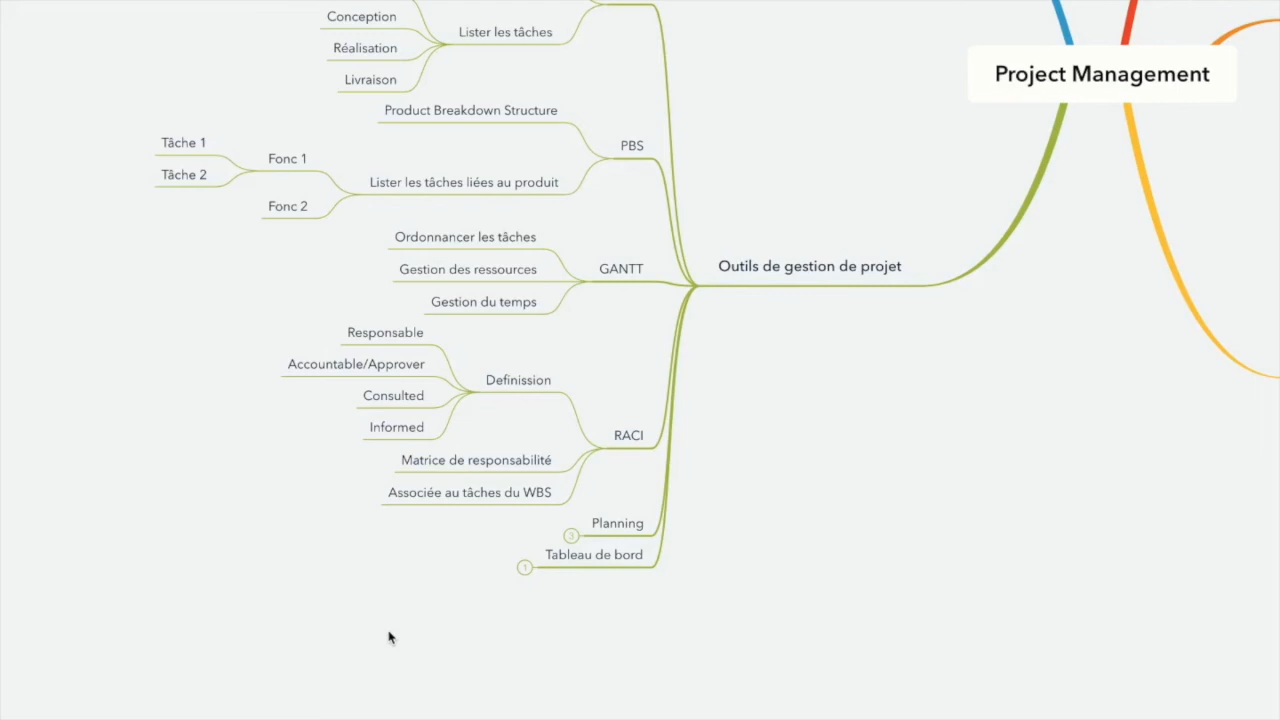 Conception
Réalisation
Livraison
Lister les tâches
Project Management
Product Breakdown Structure
PBS
Tâche 1
Tâche 2
Fonc 1
Fonc 2
Lister les tâches liées au produit
Ordonnancer les tâches
Gestion des ressources
Gestion du temps
GANTT
Outils de gestion de projet
Responsable
Accountable/Approver
Consulted
Informed
Definission
RACI
Matrice de responsabilité
Associée au tâches du WBS
Planning
3
Tableau de bord
1